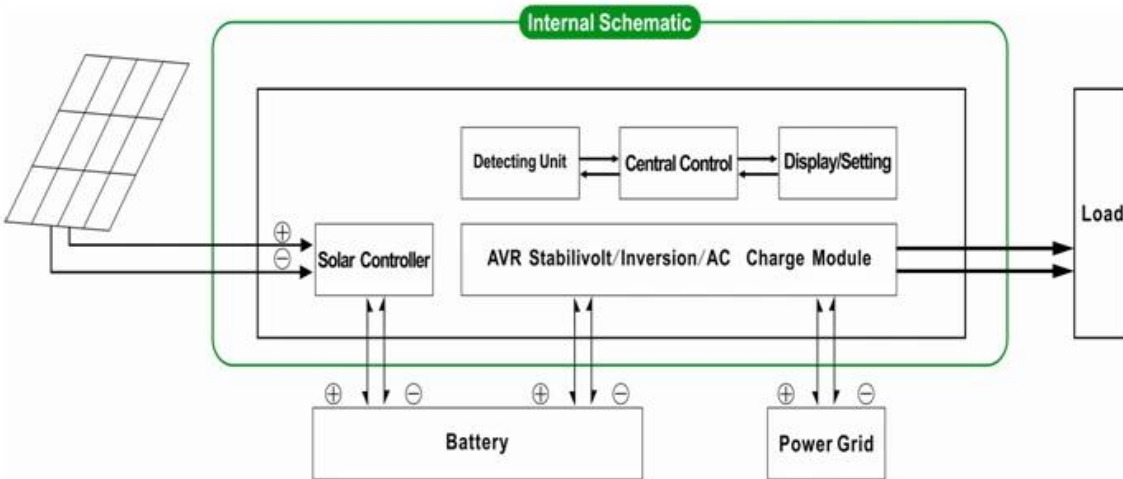 Internal Schematic
Detecting Unit
Central Control
Display/Setting
⊕
⊖
Solar Controller
AVR Stabilivolt/Inversion/AC Charge Module
Load
⊕ ⊖ ⊕ ⊖ ⊕ ⊖
Battery
Power Grid